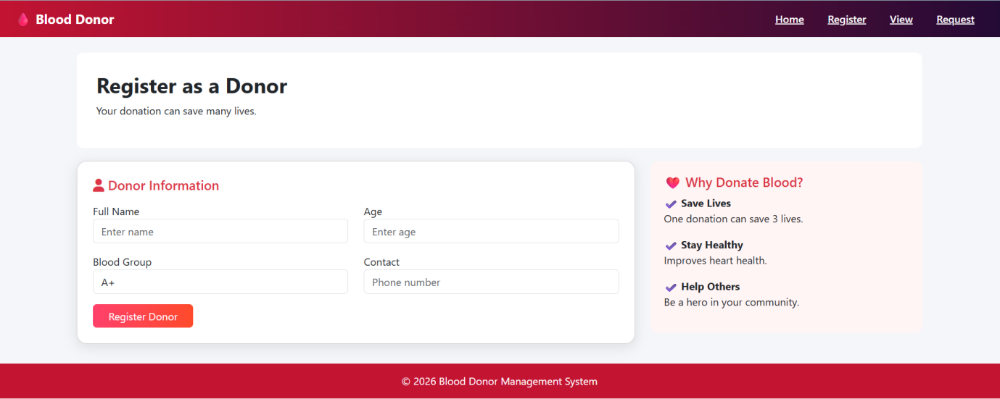 Blood Donor
Home Register View Request
Register as a Donor
Your donation can save many lives.
Donor Information
Full Name
Enter name
Age
Enter age
Blood Group
A+
Contact
Phone number
Register Donor
Why Donate Blood?
Save Lives
One donation can save 3 lives.
Stay Healthy
Improves heart health.
Help Others
Be a hero in your community.
© 2026 Blood Donor Management System